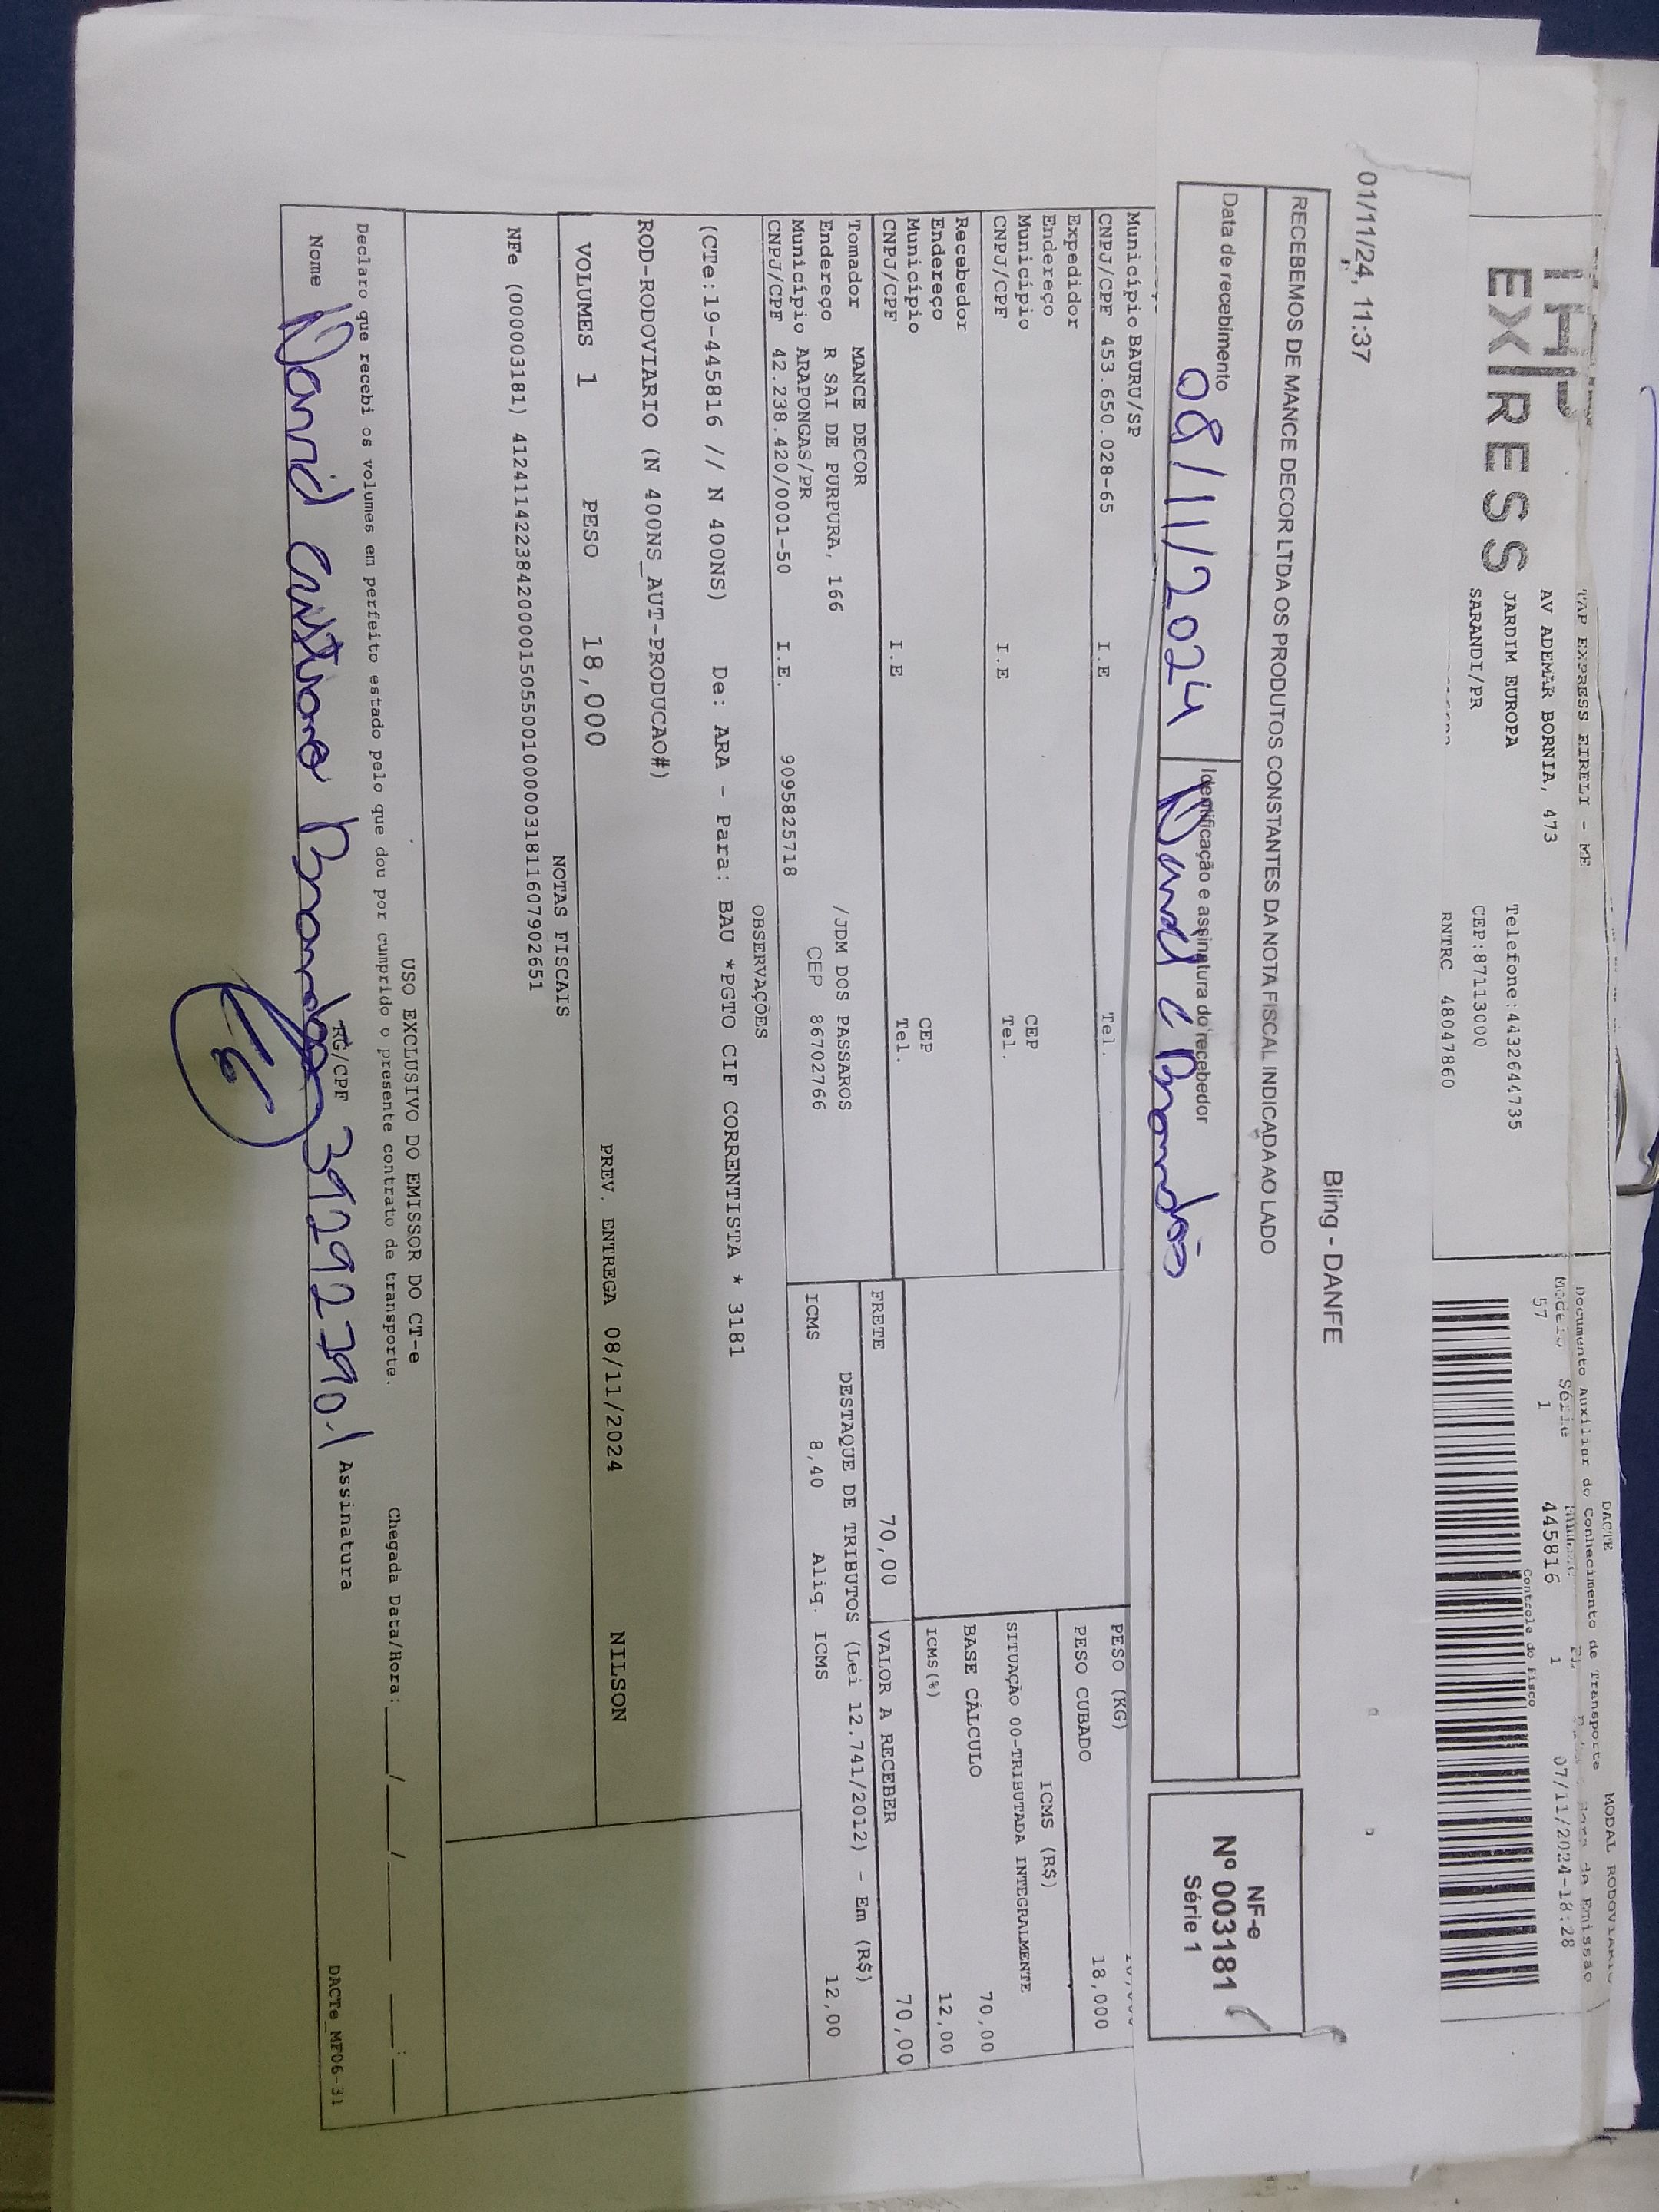 EXPRESS
TAP EXPRESS EIRELI - ME
AV ADEMAR BORNIA, 473
JARDIM EUROPA Telefone:4432644735
SARANDI/PR CEP:87113000
RNTRC 48047860
DACTE MODAL RODOVIARIO
Documento Auxiliar do Conhecimento de Transporte
Modelo Série
57 1 445816 1 07/11/2024-18:28
Controle do Fisco
01/11/24, 11:37 Bling - DANFE
RECEBEMOS DE MANCE DECOR LTDA OS PRODUTOS CONSTANTES DA NOTA FISCAL INDICADA AO LADO
Data de recebimento 08/11/2024 Identificação e assinatura do recebedor
NF-e
Nº 003181
Série 1
Município BAURU/SP
CNPJ/CPF 453.650.028-65 I.E Tel.
Expedidor
Endereço
Município CEP
CNPJ/CPF I.E Tel.
Recebedor
Endereço
Município CEP
CNPJ/CPF I.E Tel.
PESO (KG)
PESO CUBADO 18,000
ICMS (R$)
SITUAÇÃO 00-TRIBUTADA INTEGRALMENTE
BASE CÁLCULO 70,00
ICMS(%) 12,00
Tomador MANCE DECOR
Endereço R SAI DE PURPURA, 166 /JDM DOS PASSAROS
Município ARAPONGAS/PR CEP 86702766
CNPJ/CPF 42.238.420/0001-50 I.E. 9095825718
FRETE 70,00 VALOR A RECEBER 70,00
DESTAQUE DE TRIBUTOS (Lei 12.741/2012) - Em (R$)
ICMS 8,40 Aliq. ICMS 12,00
OBSERVAÇÕES
(CTe:19-445816 // N 400NS) De: ARA - Para: BAU *PGTO CIF CORRENTISTA * 3181
ROD-RODOVIARIO (N 400NS_AUT-PRODUCAO#)
VOLUMES 1 PESO 18,000 PREV. ENTREGA 08/11/2024 NILSON
NOTAS FISCAIS
NFe (000003181) 41241142238420000150550010000031811607902651
USO EXCLUSIVO DO EMISSOR DO CT-e
Declaro que recebi os volumes em perfeito estado pelo que dou por cumprido o presente contrato de transporte. Chegada Data/Hora: ___/___/___ __:__
Nome RG/CPF Assinatura
DACTe_MF06-31